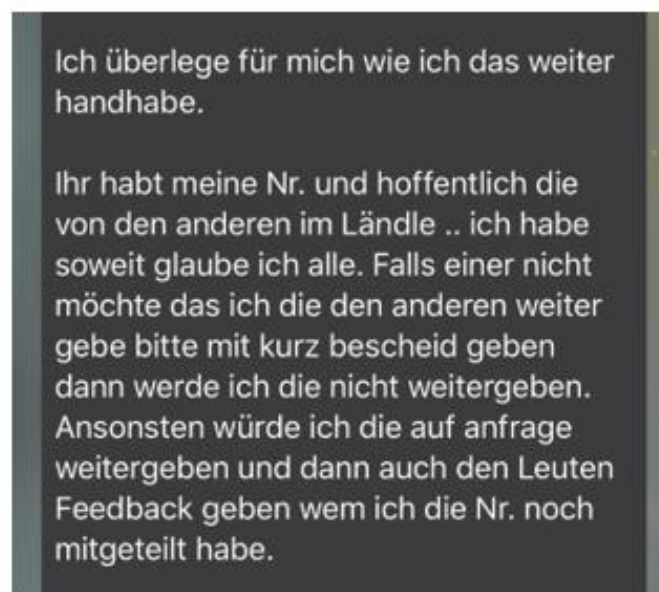 Ich überlege für mich wie ich das weiter
handhabe.
Ihr habt meine Nr. und hoffentlich die
von den anderen im Ländle .. ich habe
soweit glaube ich alle. Falls einer nicht
möchte das ich die den anderen weiter
gebe bitte mit kurz bescheid geben
dann werde ich die nicht weitergeben.
Ansonsten würde ich die auf anfrage
weitergeben und dann auch den Leuten
Feedback geben wem ich die Nr. noch
mitgeteilt habe.